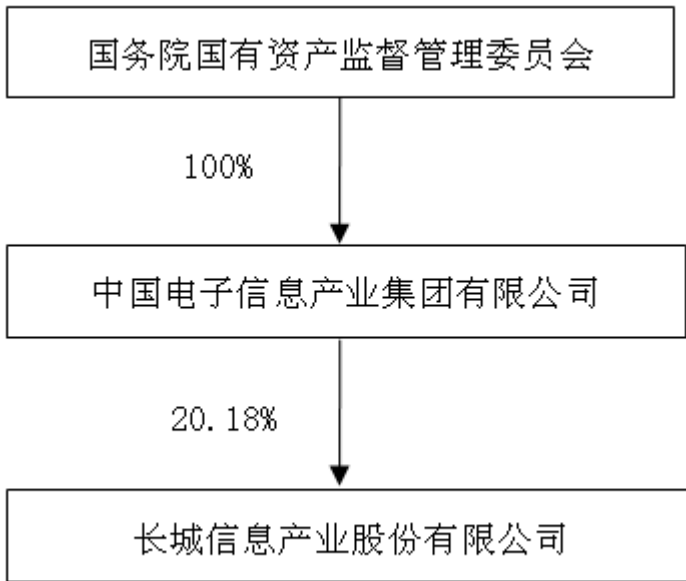 国务院国有资产监督管理委员会
100%
中国电子信息产业集团有限公司
20.18%
长城信息产业股份有限公司